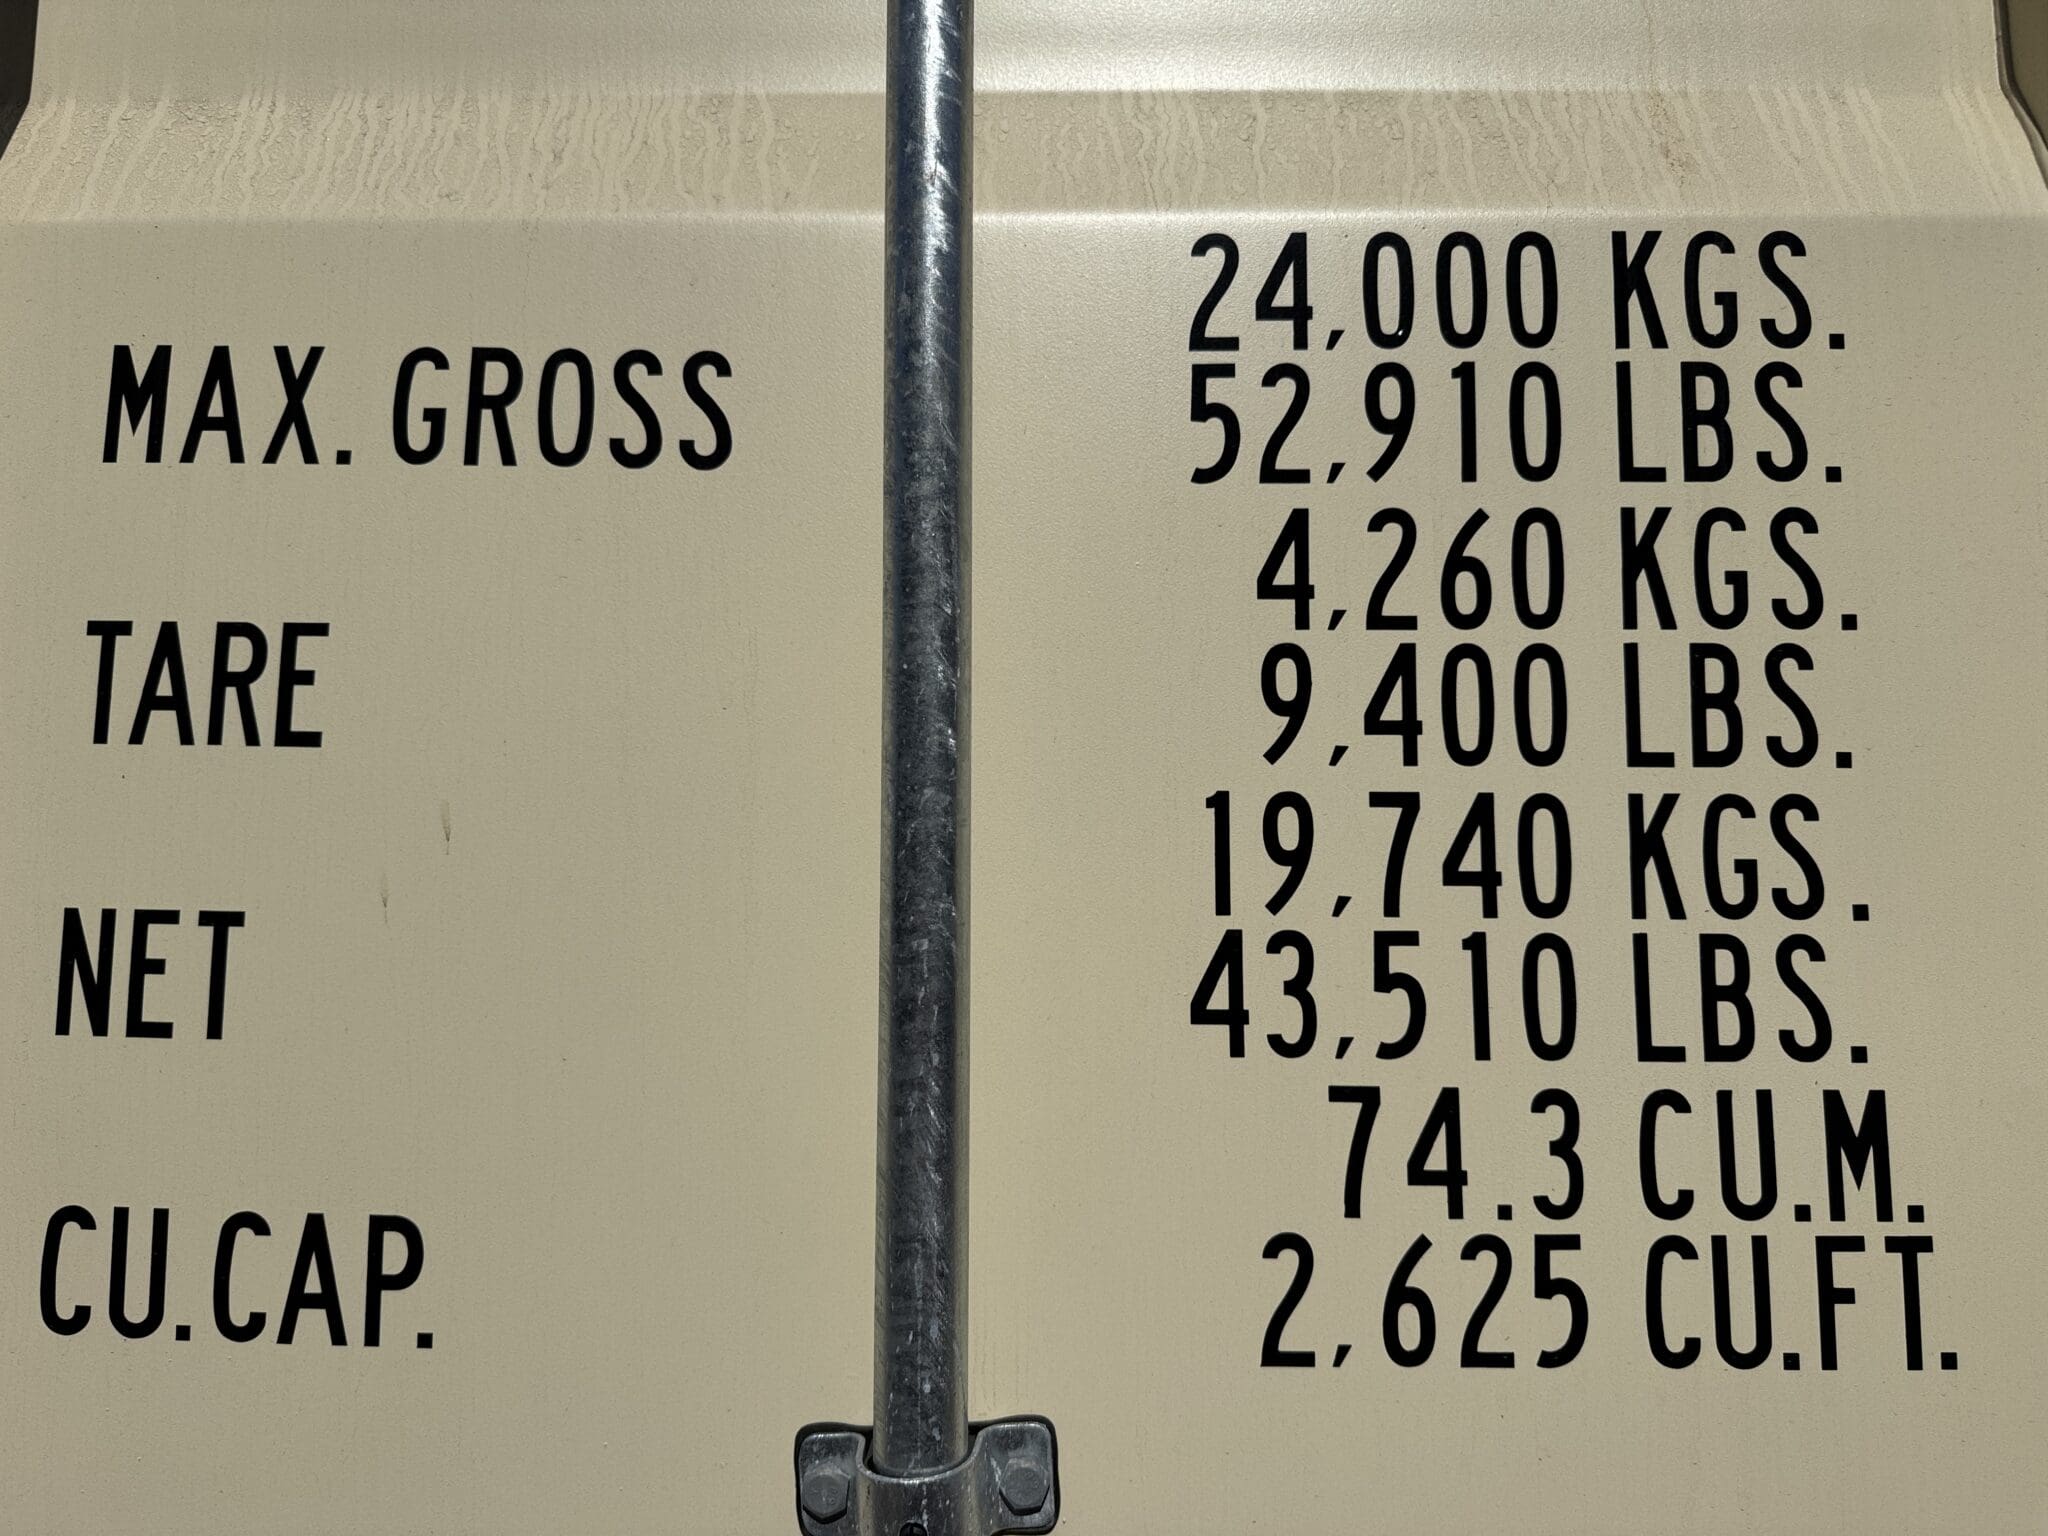 MAX. GROSS
24,000 KGS.
52,910 LBS.
TARE
4,260 KGS.
9,400 LBS.
NET
19,740 KGS.
43,510 LBS.
CU.CAP.
74.3 CU.M.
2,625 CU.FT.